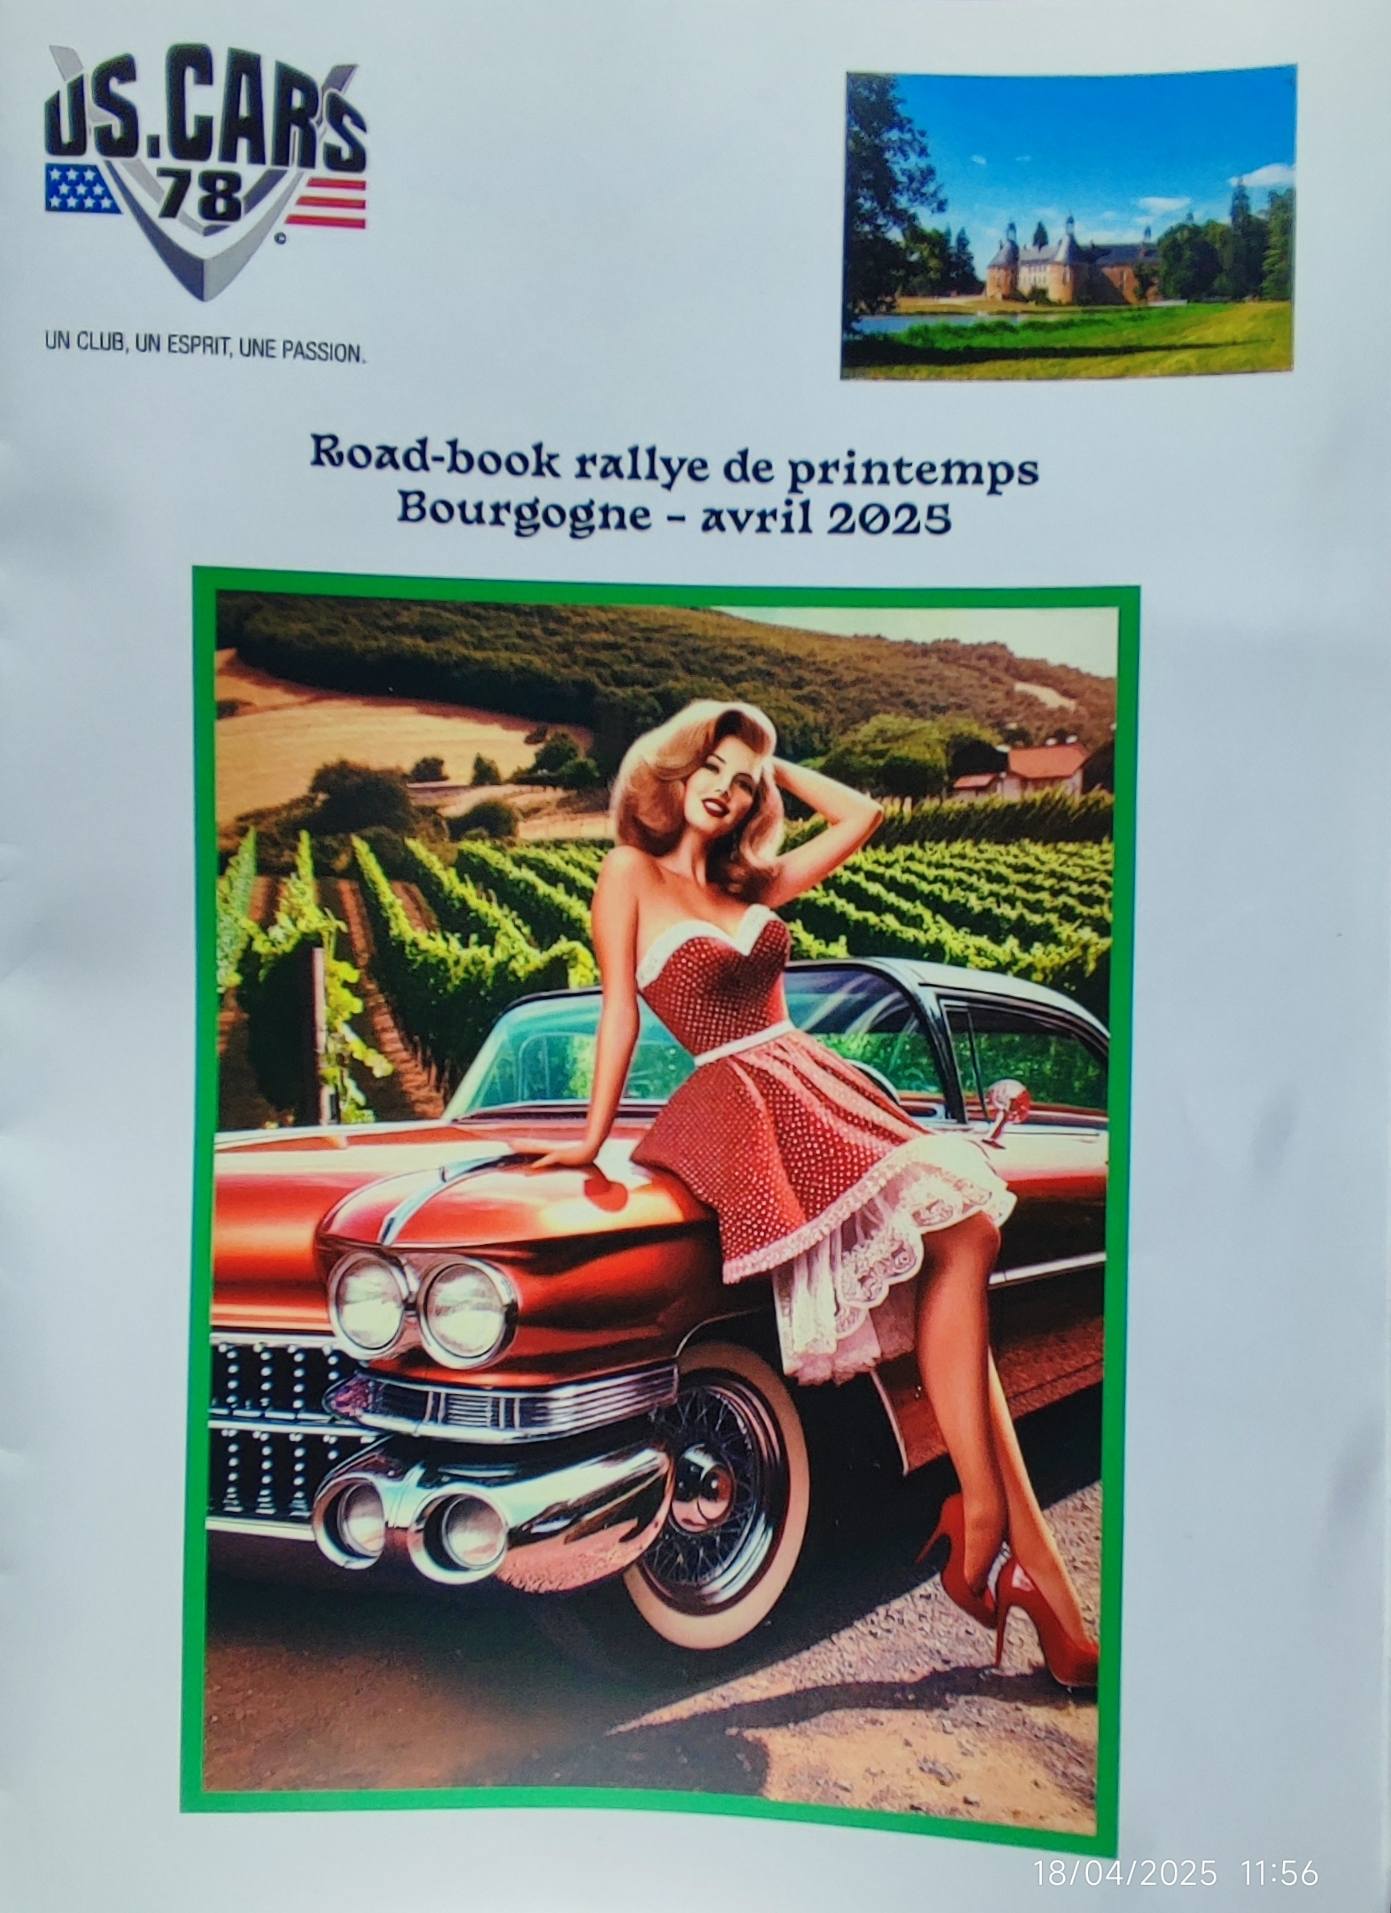 US.CARS
78
©
UN CLUB, UN ESPRIT, UNE PASSION.
Road-book rallye de printemps
Bourgogne - avril 2025
18/04/2025 11:56